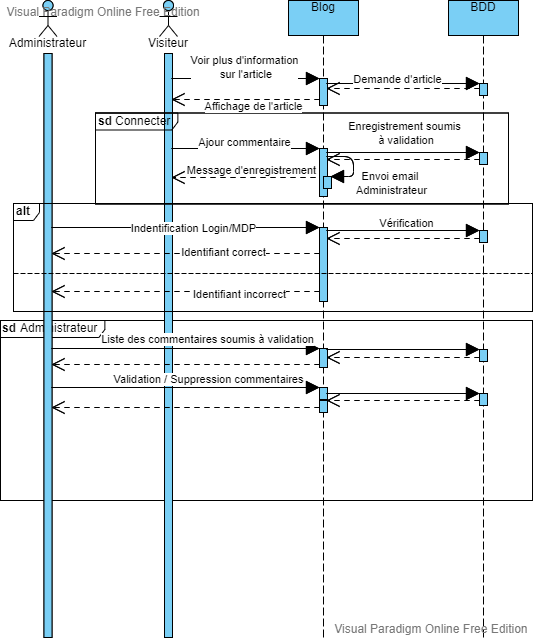 Visual Paradigm Online Free Edition
Blog
BDD
Administrateur
Visiteur
Voir plus d'information
sur l'article
Demande d'article
Affichage de l'article
sd Connecter
Ajour commentaire
Enregistrement soumis
à validation
Message d'enregistrement
Envoi email
Administrateur
alt
Indentification Login/MDP
Vérification
Identifiant correct
Identifiant incorrect
sd Administrateur
Liste des commentaires soumis à validation
Validation / Suppression commentaires
Visual Paradigm Online Free Edition